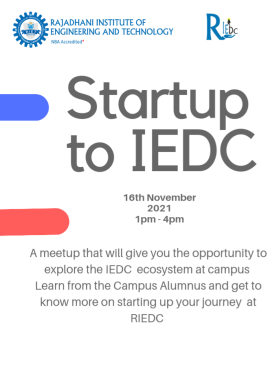 RAJADHANI INSTITUTE OF
ENGINEERING AND TECHNOLOGY
NBA Accredited*
RIEDC
Startup
to IEDC
16th November
2021
1pm - 4pm
A meetup that will give you the opportunity to
explore the IEDC ecosystem at campus
Learn from the Campus Alumnus and get to
know more on starting up your journey at
RIEDC